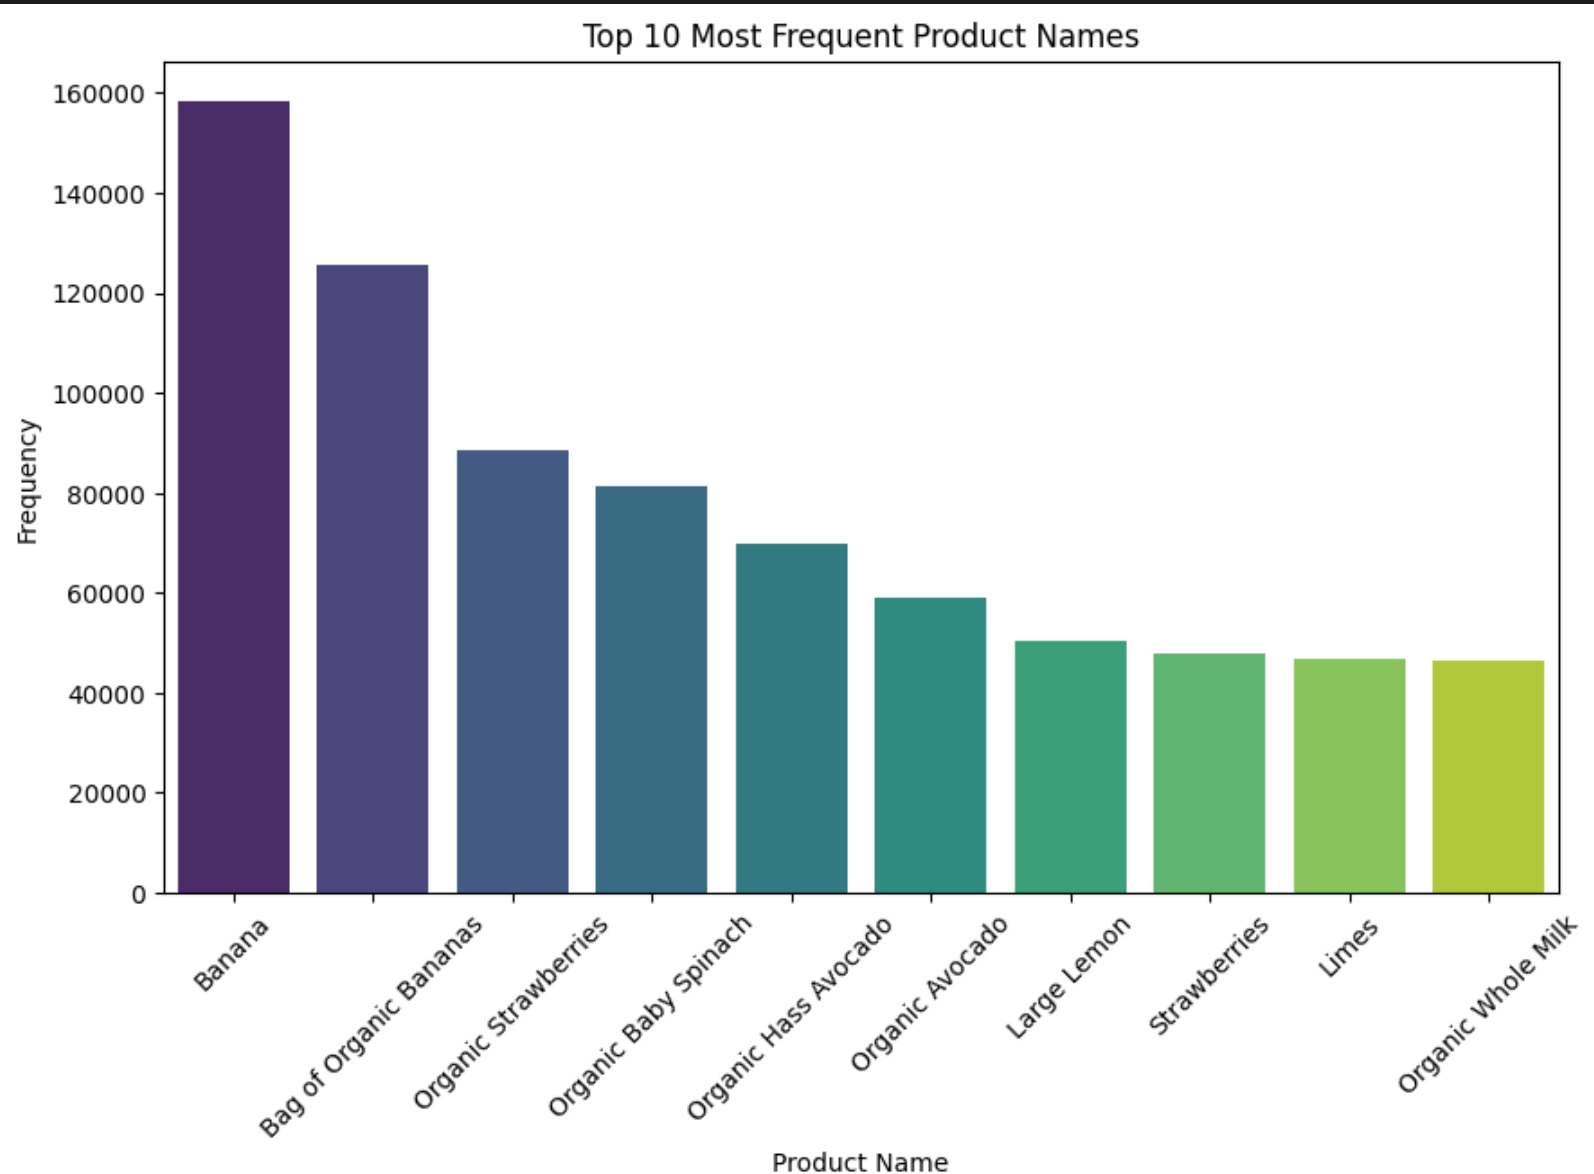 Top 10 Most Frequent Product Names
160000
140000
120000
100000
80000
60000
40000
20000
0
Frequency
Banana
Bag of Organic Bananas
Organic Strawberries
Organic Baby Spinach
Organic Hass Avocado
Organic Avocado
Large Lemon
Strawberries
Limes
Organic Whole Milk
Product Name